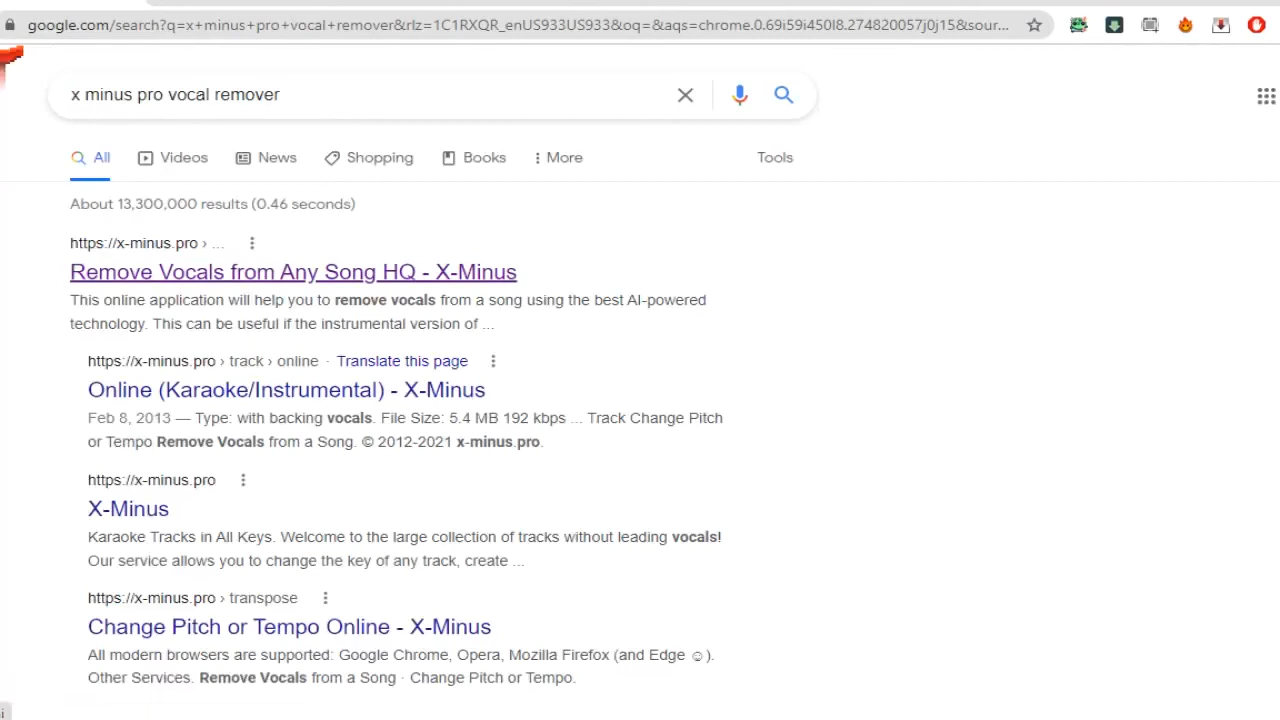 google.com/search?q=x+minus+pro+vocal+remover&rlz=1C1RXQR_enUS933US933&oq=&aqs=chrome.0.69i59i450l8.274820057j0j15&sour...
x minus pro vocal remover
All Videos News Shopping Books More Tools
About 13,300,000 results (0.46 seconds)
https://x-minus.pro › ...
Remove Vocals from Any Song HQ - X-Minus
This online application will help you to remove vocals from a song using the best AI-powered
technology. This can be useful if the instrumental version of ...
https://x-minus.pro › track › online · Translate this page
Online (Karaoke/Instrumental) - X-Minus
Feb 8, 2013 — Type: with backing vocals. File Size: 5.4 MB 192 kbps ... Track Change Pitch
or Tempo Remove Vocals from a Song. © 2012-2021 x-minus.pro.
https://x-minus.pro
X-Minus
Karaoke Tracks in All Keys. Welcome to the large collection of tracks without leading vocals!
Our service allows you to change the key of any track, create ...
https://x-minus.pro › transpose
Change Pitch or Tempo Online - X-Minus
All modern browsers are supported: Google Chrome, Opera, Mozilla Firefox (and Edge ☺).
Other Services. Remove Vocals from a Song · Change Pitch or Tempo.